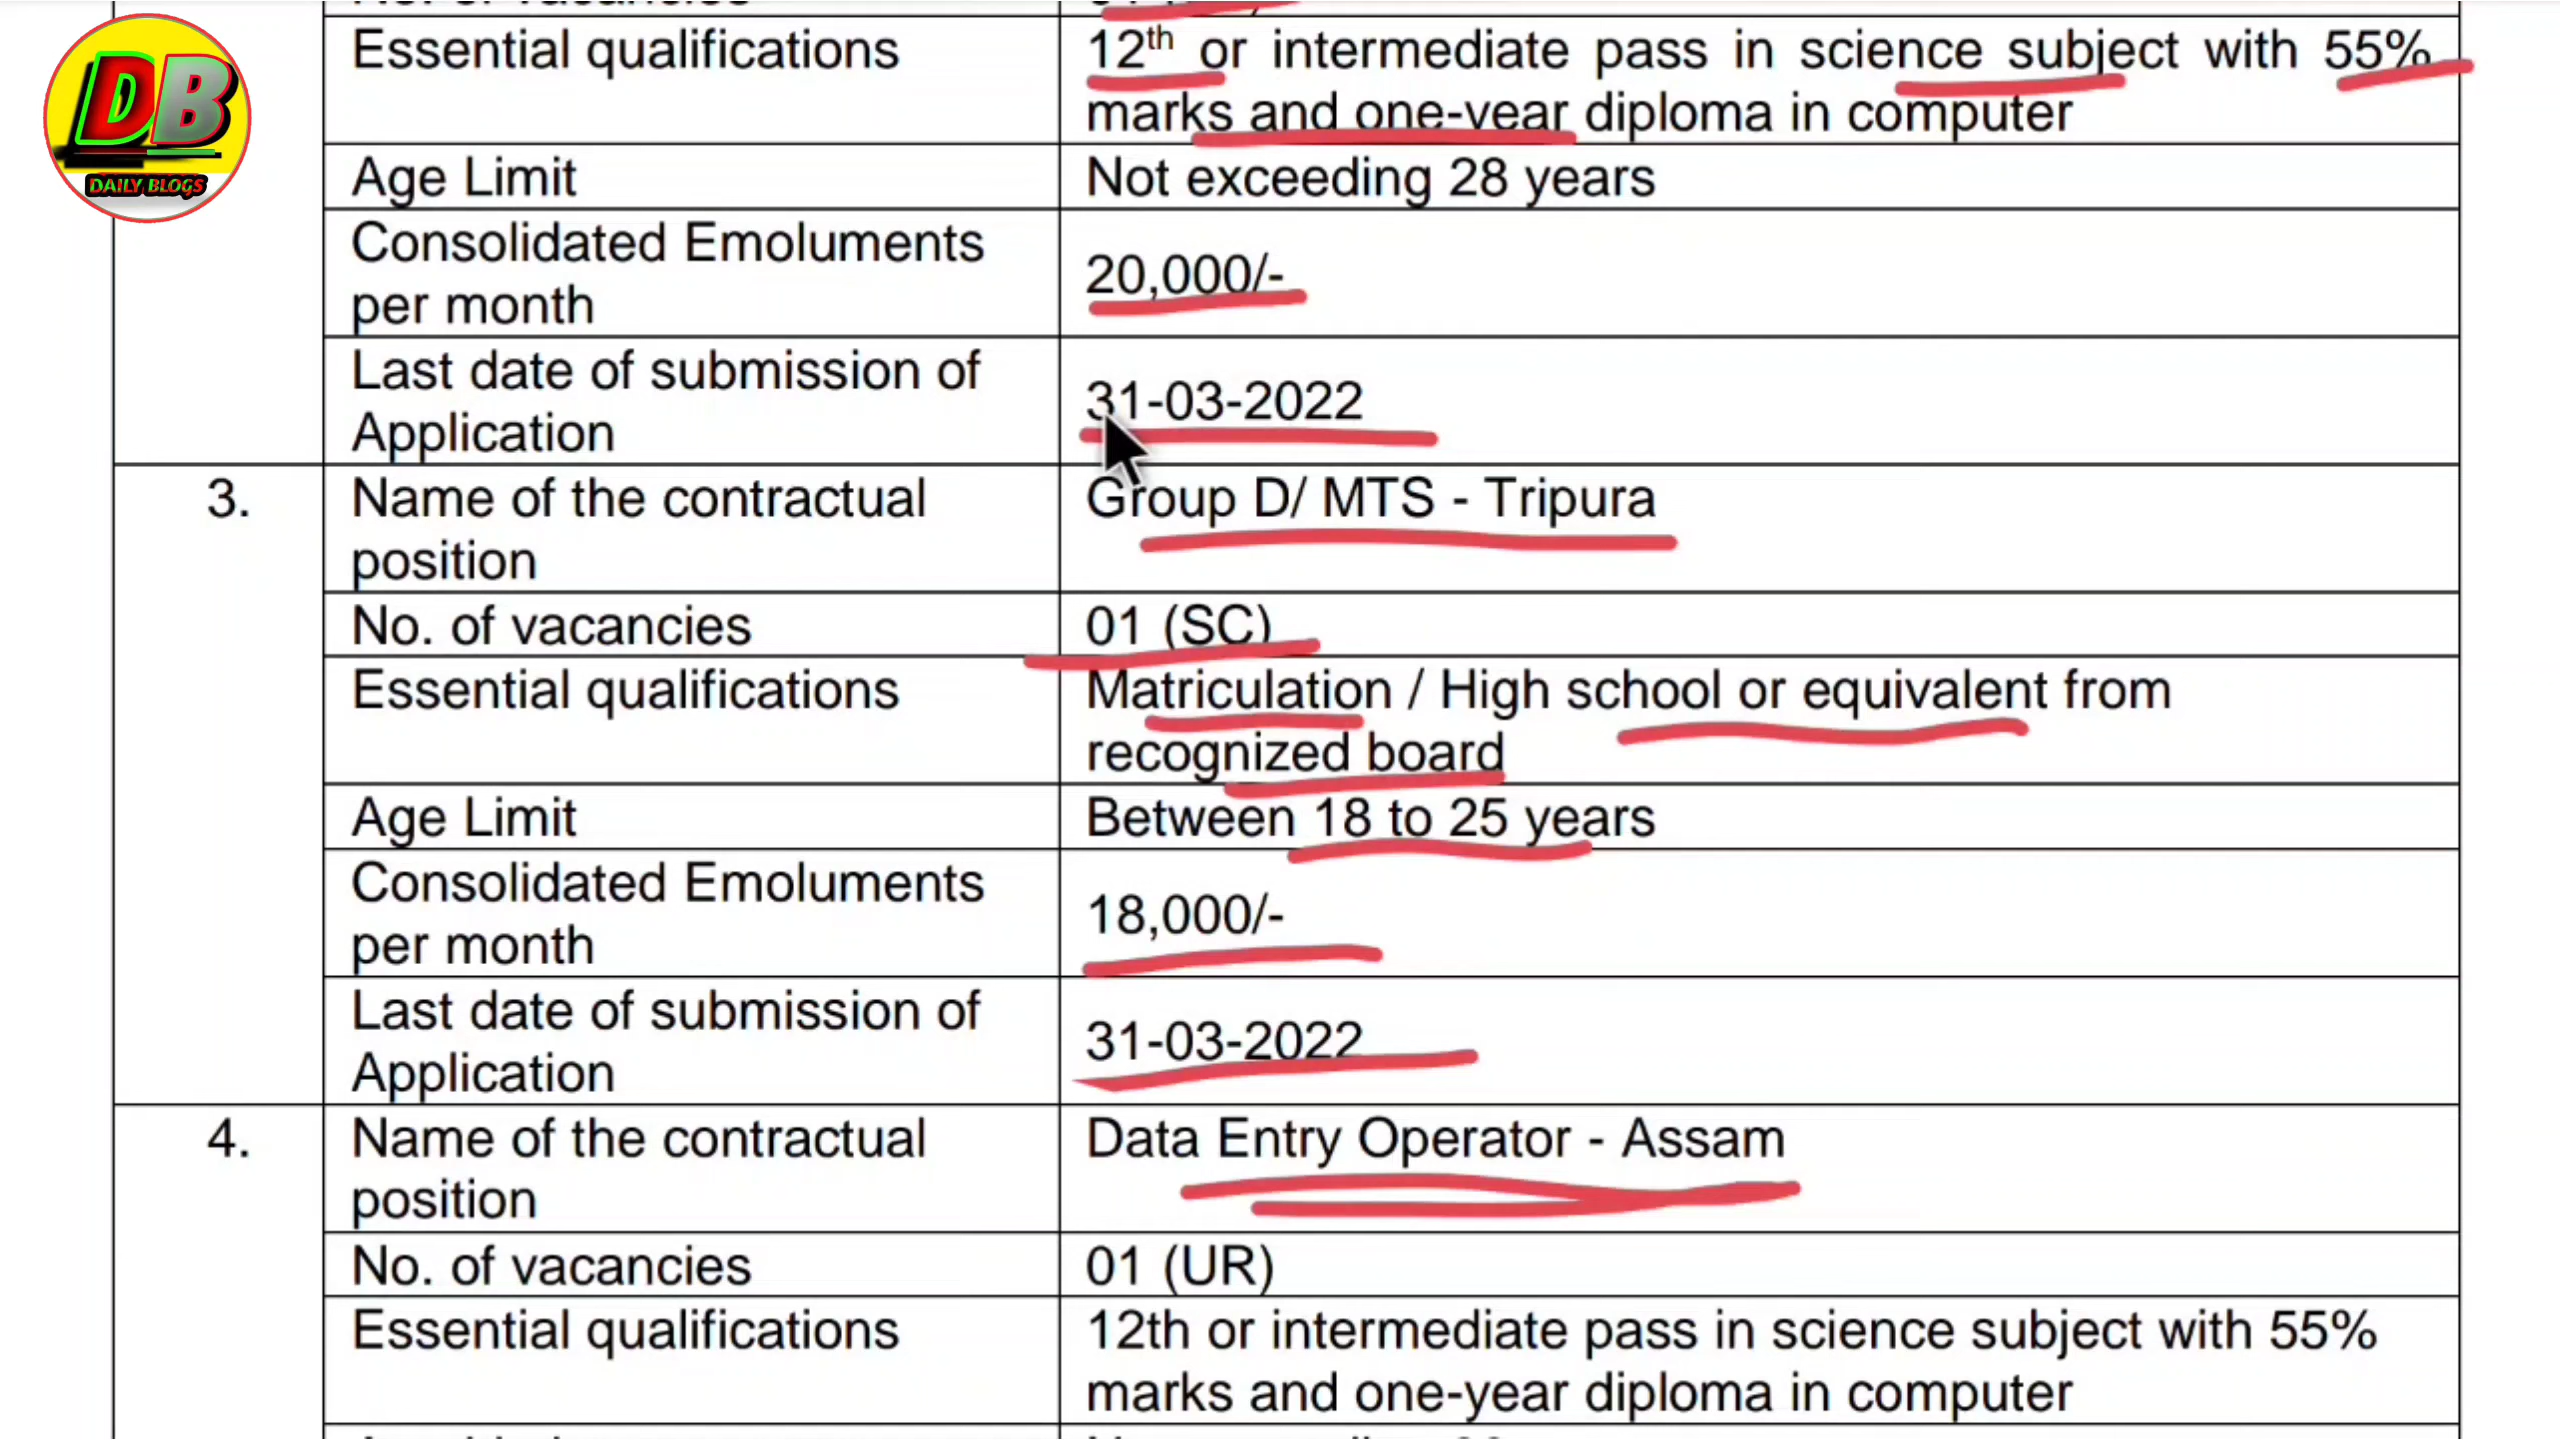 DB
DAILY BLOGS
Essential qualifications
12th or intermediate pass in science subject with 55%
marks and one-year diploma in computer
Age Limit
Not exceeding 28 years
Consolidated Emoluments
per month
20,000/-
Last date of submission of
Application
31-03-2022
3.
Name of the contractual
position
Group D/ MTS - Tripura
No. of vacancies
01 (SC)
Essential qualifications
Matriculation / High school or equivalent from
recognized board
Age Limit
Between 18 to 25 years
Consolidated Emoluments
per month
18,000/-
Last date of submission of
Application
31-03-2022
4.
Name of the contractual
position
Data Entry Operator - Assam
No. of vacancies
01 (UR)
Essential qualifications
12th or intermediate pass in science subject with 55%
marks and one-year diploma in computer